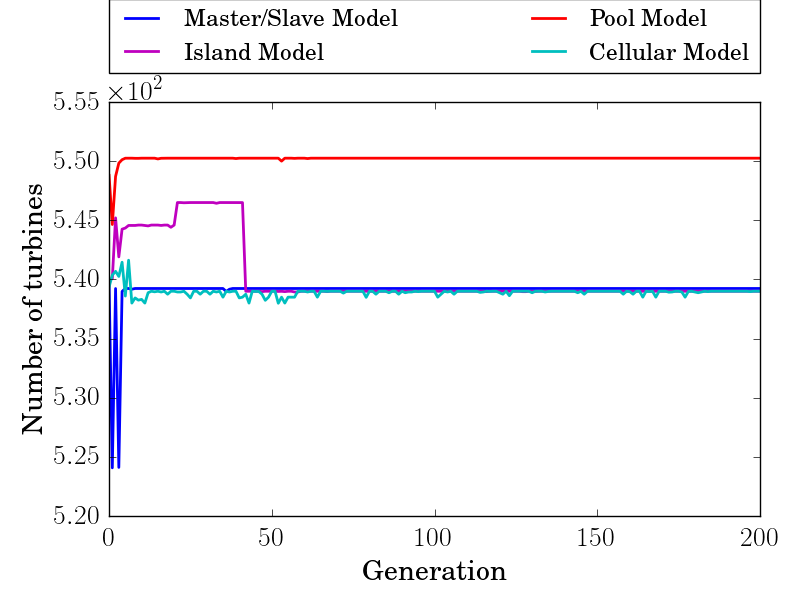 Master/Slave Model
Pool Model
Island Model
Cellular Model
×10²
5.55
5.50
5.45
5.40
5.35
5.30
5.25
5.20
Number of turbines
0
50
100
150
200
Generation